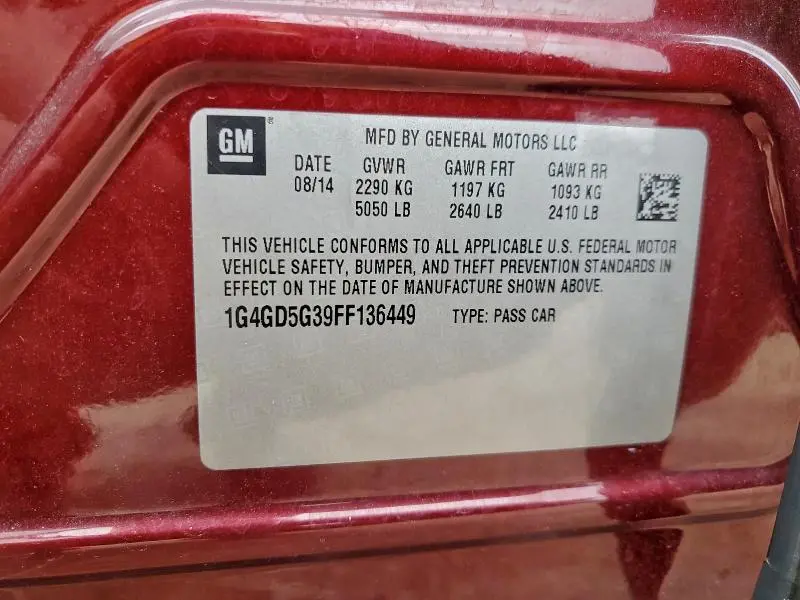 GM®
MFD BY GENERAL MOTORS LLC
DATE GVWR GAWR FRT GAWR RR
08/14 2290 KG 1197 KG 1093 KG
5050 LB 2640 LB 2410 LB
THIS VEHICLE CONFORMS TO ALL APPLICABLE U.S. FEDERAL MOTOR
VEHICLE SAFETY, BUMPER, AND THEFT PREVENTION STANDARDS IN
EFFECT ON THE DATE OF MANUFACTURE SHOWN ABOVE.
1G4GD5G39FF136449 TYPE: PASS CAR